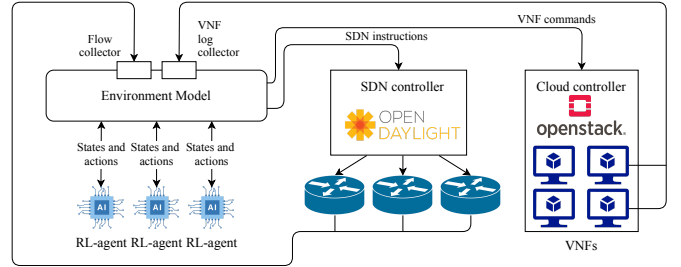 Flow
collector
VNF
log
collector
VNF commands
SDN instructions
Environment Model
SDN controller
OPEN
DAYLIGHT
Cloud controller
openstack.
States and
actions
States and
actions
States and
actions
AI
AI
AI
RL-agent RL-agent RL-agent
VNFs